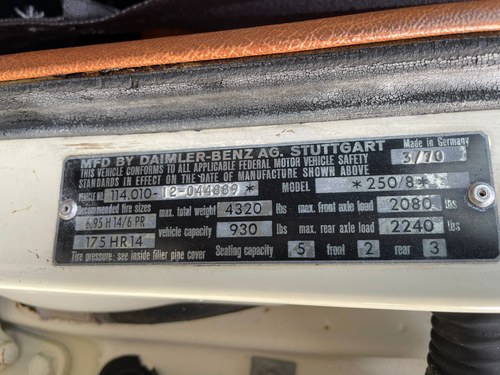 MFD BY DAIMLER-BENZ AG. STUTTGART Made in Germany
THIS VEHICLE CONFORMS TO ALL APPLICABLE FEDERAL MOTOR VEHICLE SAFETY 3/70
STANDARDS IN EFFECT ON THE DATE OF MANUFACTURE SHOWN ABOVE
114.010-12-044889 MODEL *250/8*
recommended tire sizes max. total weight 4320 lbs max. front axle load 2080 lbs
6.95 H 14/6 PR vehicle capacity 930 lbs max. rear axle load 2240 lbs
175 HR 14
Tire pressure: see inside filler pipe cover Seating capacity 5 front 2 rear 3